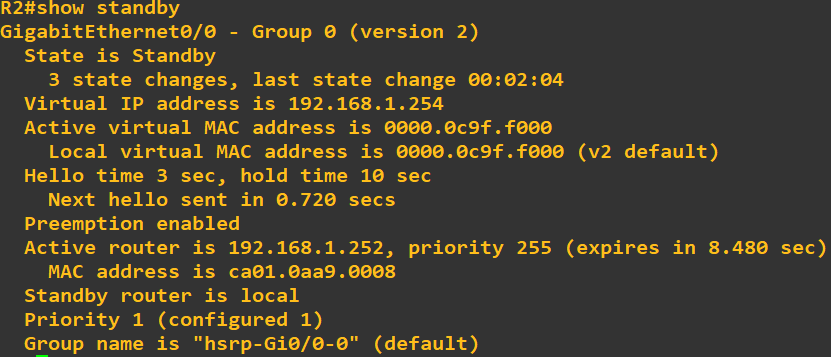 R2#show standby
GigabitEthernet0/0 - Group 0 (version 2)
State is Standby
3 state changes, last state change 00:02:04
Virtual IP address is 192.168.1.254
Active virtual MAC address is 0000.0c9f.f000
Local virtual MAC address is 0000.0c9f.f000 (v2 default)
Hello time 3 sec, hold time 10 sec
Next hello sent in 0.720 secs
Preemption enabled
Active router is 192.168.1.252, priority 255 (expires in 8.480 sec)
MAC address is ca01.0aa9.0008
Standby router is local
Priority 1 (configured 1)
Group name is "hsrp-Gi0/0-0" (default)